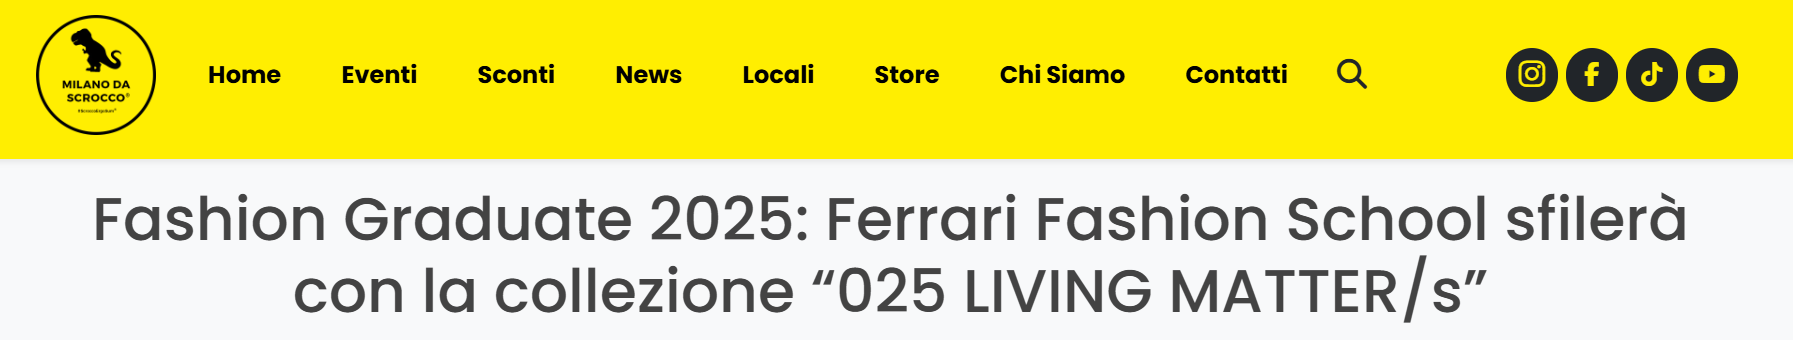 MILANO DA
SCROCCO®
Home
Eventi
Sconti
News
Locali
Store
Chi Siamo
Contatti
Fashion Graduate 2025: Ferrari Fashion School sfilerà
con la collezione “025 LIVING MATTER/s”